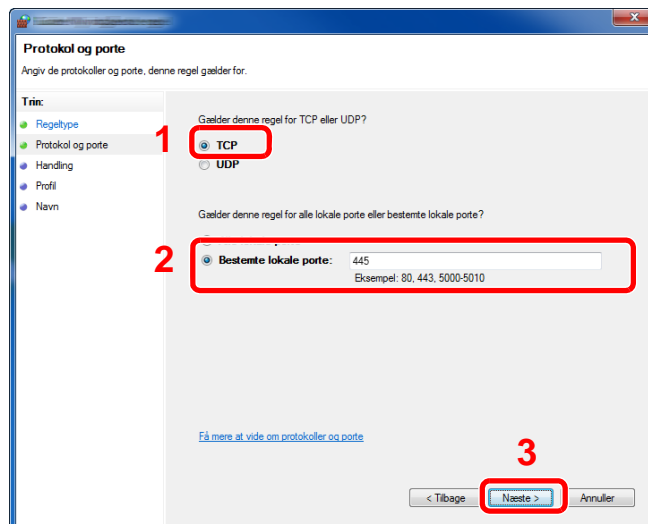 Protokol og porte
Angiv de protokoller og porte, denne regel gælder for.
Trin:
Regeltype
Protokol og porte
Handling
Profil
Navn
Gælder denne regel for TCP eller UDP?
1
TCP
UDP
Gælder denne regel for alle lokale porte eller bestemte lokale porte?
2
Bestemte lokale porte: 445
Eksempel: 80, 443, 5000-5010
Få mere at vide om protokoller og porte
3
< Tilbage Næste > Annuller